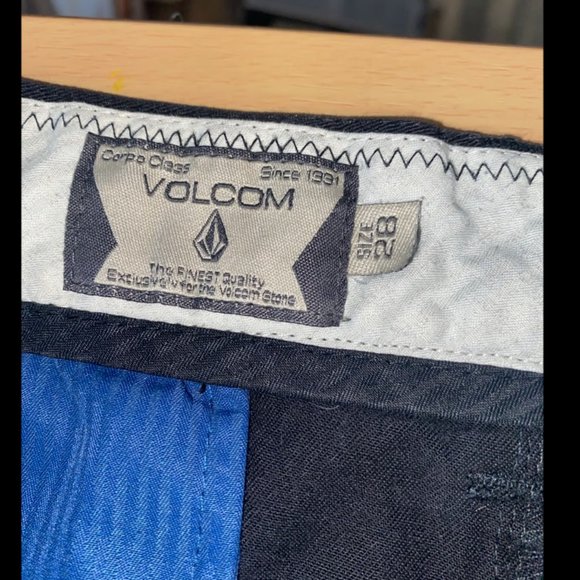 Corpo Class Since 1991
VOLCOM
The FINEST Quality
Exclusively for the Volcom Stone
SIZE
28